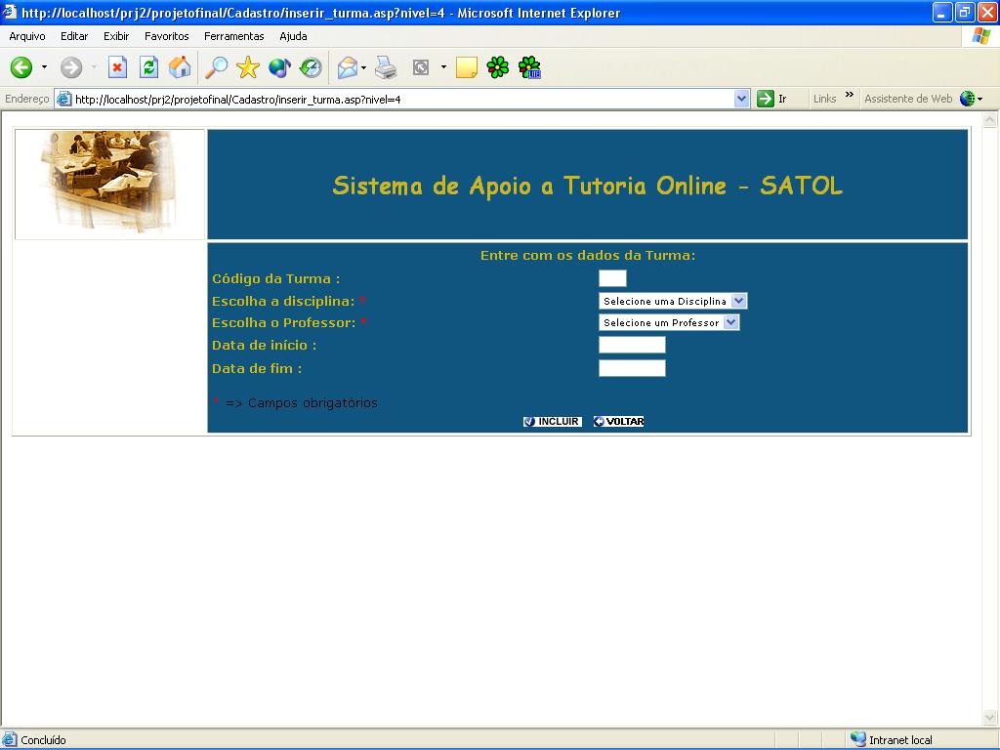 http://localhost/prj2/projetofinal/Cadastro/inserir_turma.asp?nivel=4 - Microsoft Internet Explorer
Arquivo Editar Exibir Favoritos Ferramentas Ajuda
Endereço http://localhost/prj2/projetofinal/Cadastro/inserir_turma.asp?nivel=4 Ir Links » Assistente de Web
Sistema de Apoio a Tutoria Online - SATOL
Entre com os dados da Turma:
Código da Turma :
Escolha a disciplina: * Selecione uma Disciplina
Escolha o Professor: * Selecione um Professor
Data de início :
Data de fim :
* => Campos obrigatórios
INCLUIR VOLTAR
Concluído Intranet local